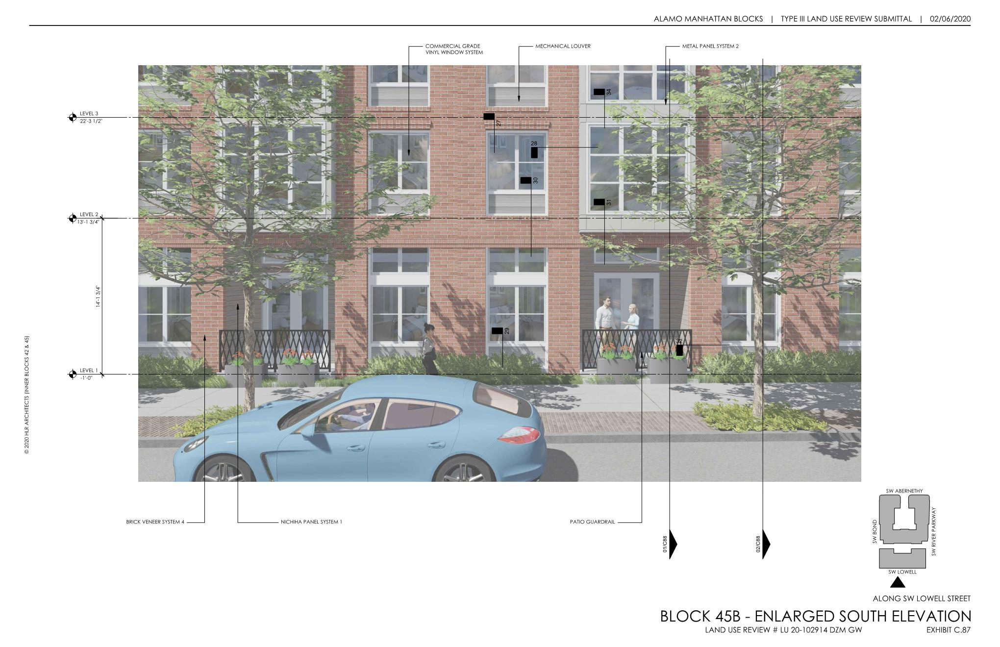 ALAMO MANHATTAN BLOCKS | TYPE III LAND USE REVIEW SUBMITTAL | 02/06/2020
COMMERCIAL GRADE
VINYL WINDOW SYSTEM
MECHANICAL LOUVER
METAL PANEL SYSTEM 2
34
LEVEL 3
22'-3 1/2"
27
28
30
31
LEVEL 2
13'-1 3/4"
14'-1 3/4"
29
32
LEVEL 1
-1'-0"
© 2020 HLR ARCHITECTS (INNER BLOCKS 42 & 45)
BRICK VENEER SYSTEM 4
NICHIHA PANEL SYSTEM 1
PATIO GUARDRAIL
01/C88
02/C88
SW ABERNETHY
SW BOND
SW RIVER PARKWAY
SW LOWELL
ALONG SW LOWELL STREET
BLOCK 45B - ENLARGED SOUTH ELEVATION
LAND USE REVIEW # LU 20-102914 DZM GW
EXHIBIT C.87